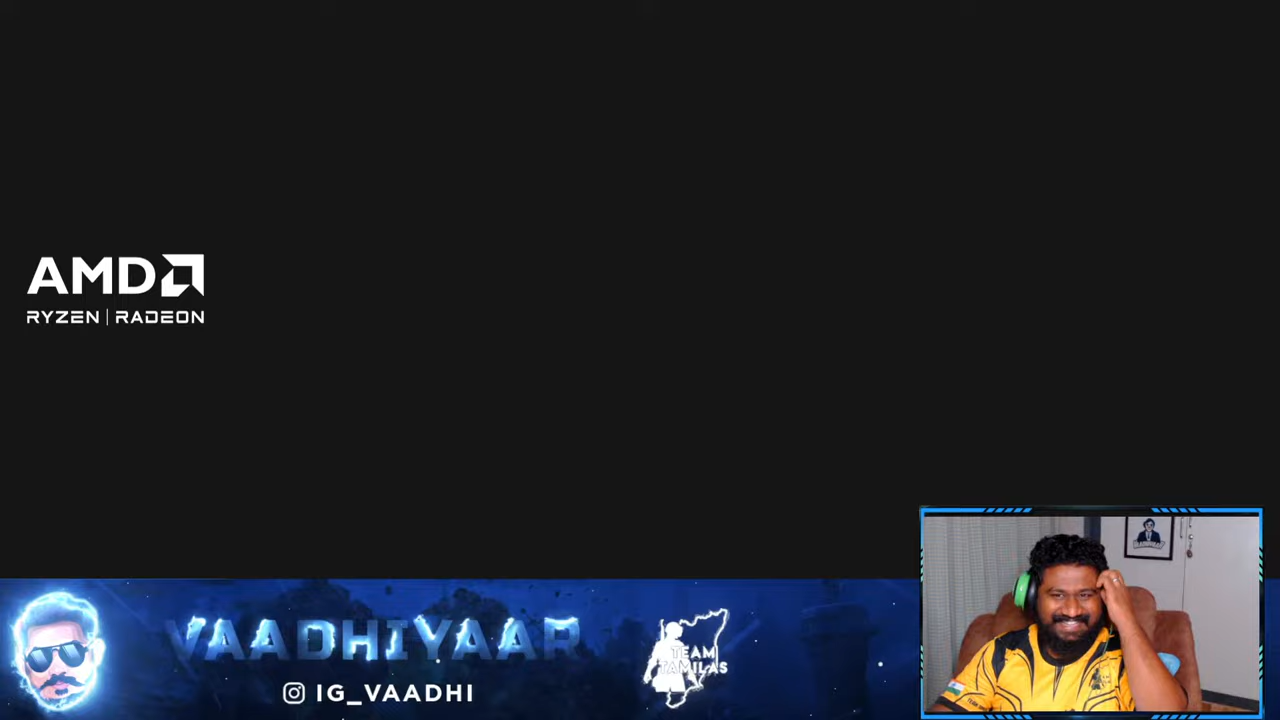 AMD
RYZEN | RADEON
VAADHIYAAR
IG_VAADHI
TEAM
TAMILAS